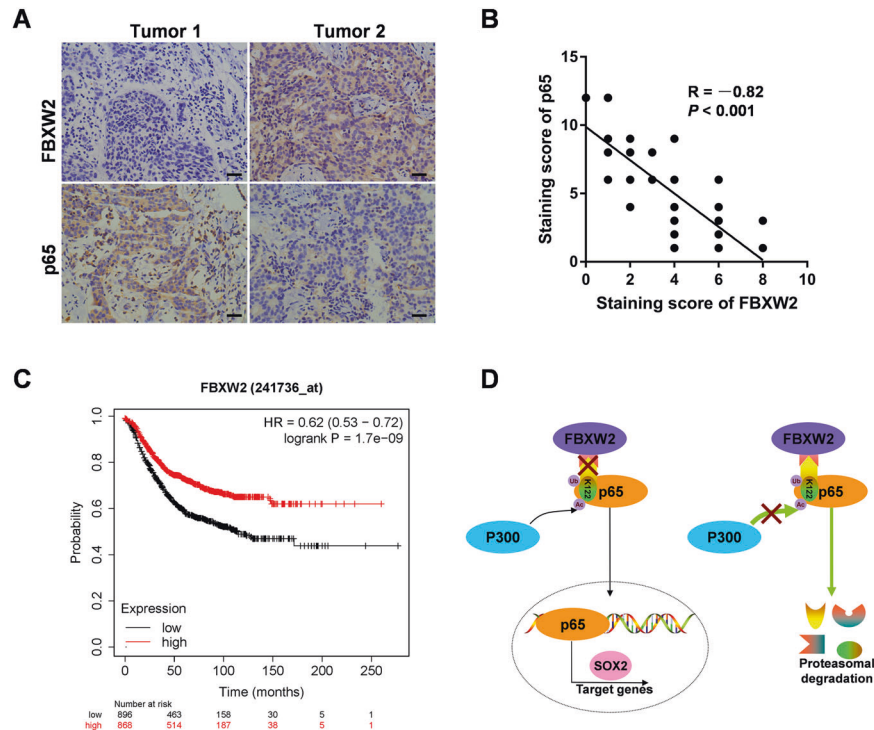 A
Tumor 1 Tumor 2
FBXW2
p65
B
15
10
5
0
Staining score of p65
R = —0.82
P < 0.001
0 2 4 6 8 10
Staining score of FBXW2
C
FBXW2 (241736_at)
HR = 0.62 (0.53 − 0.72)
logrank P = 1.7e−09
1.0
0.8
0.6
0.4
0.2
0.0
Probability
Expression
low
high
0 50 100 150 200 250
Time (months)
Number at risk
low 896 463 158 30 5 1
high 868 514 187 38 5 1
D
FBXW2
Ub
K122
p65
Ac
P300
p65
SOX2
Target genes
FBXW2
Ub
K122
p65
Ac
P300
Proteasomal
degradation